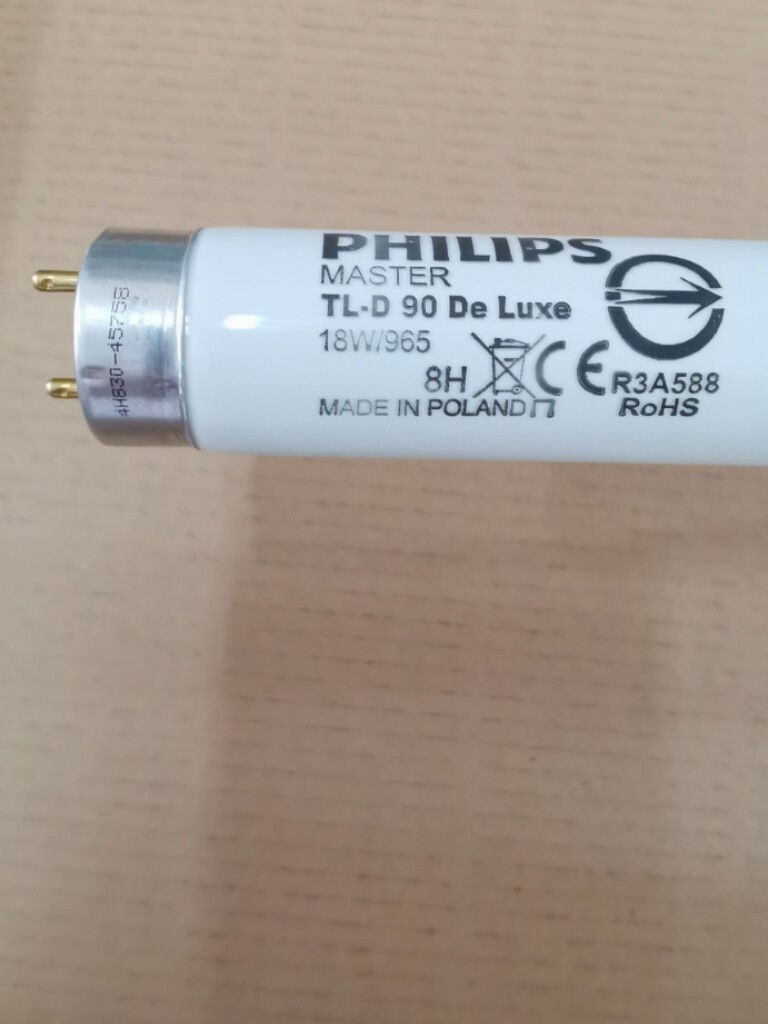 PHILIPS
MASTER
TL-D 90 De Luxe
18W/965
8H CE R3A588
MADE IN POLAND RoHS
4H830-45758